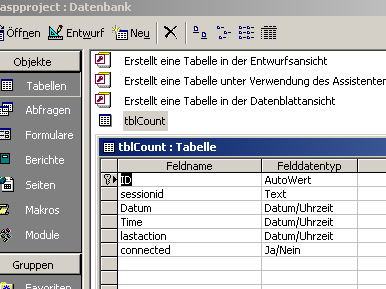 aspproject : Datenbank
Öffnen Entwurf Neu
Objekte
Tabellen
Abfragen
Formulare
Berichte
Seiten
Makros
Module
Gruppen
Favoriten
Erstellt eine Tabelle in der Entwurfsansicht
Erstellt eine Tabelle unter Verwendung des Assistenten
Erstellt eine Tabelle in der Datenblattansicht
tblCount
tblCount : Tabelle
Feldname Felddatentyp
ID AutoWert
sessionid Text
Datum Datum/Uhrzeit
Time Datum/Uhrzeit
lastaction Datum/Uhrzeit
connected Ja/Nein